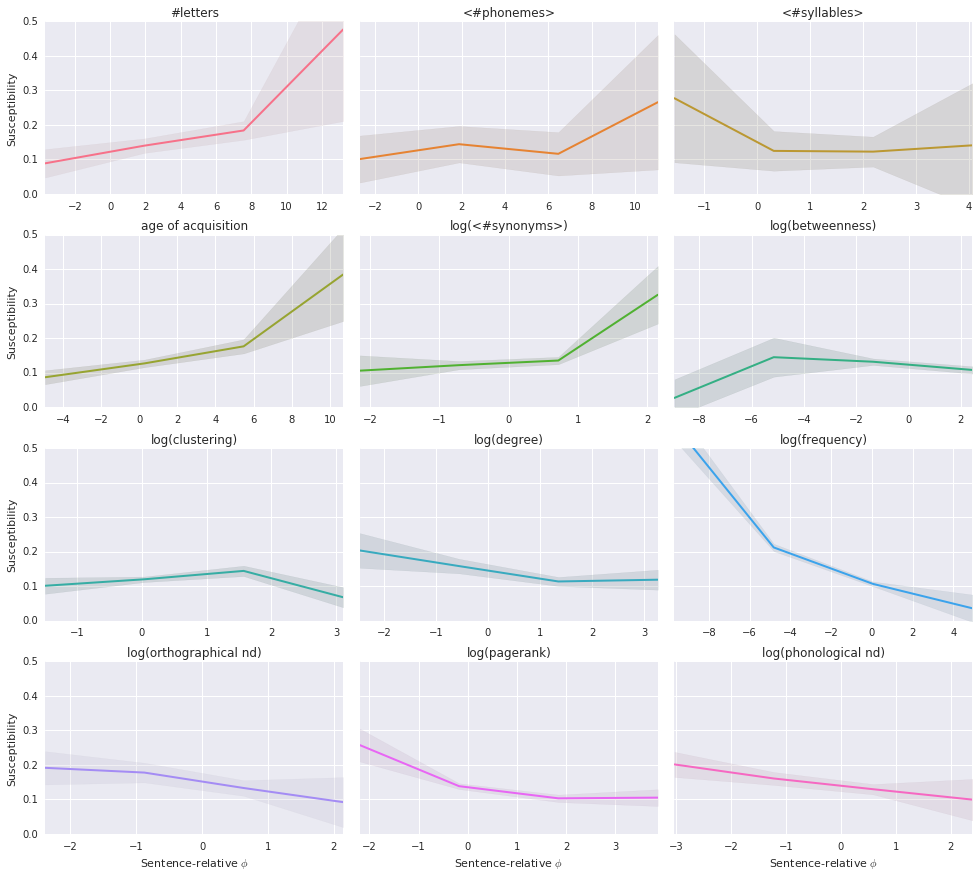 #letters <#phonemes> <#syllables>
0.5
0.4
0.3
0.2
0.1
0.0
Susceptibility
−2 0 2 4 6 8 10 12 −2 0 2 4 6 8 10 −1 0 1 2 3 4
age of acquisition log(<#synonyms>) log(betweenness)
0.5
0.4
0.3
0.2
0.1
0.0
Susceptibility
−4 −2 0 2 4 6 8 10 −2 −1 0 1 2 −8 −6 −4 −2 0 2
log(clustering) log(degree) log(frequency)
0.5
0.4
0.3
0.2
0.1
0.0
Susceptibility
−1 0 1 2 3 −2 −1 0 1 2 3 −8 −6 −4 −2 0 2 4
log(orthographical nd) log(pagerank) log(phonological nd)
0.5
0.4
0.3
0.2
0.1
0.0
Susceptibility
−2 −1 0 1 2 −2 −1 0 1 2 3 −3 −2 −1 0 1 2
Sentence-relative ϕ Sentence-relative ϕ Sentence-relative ϕ